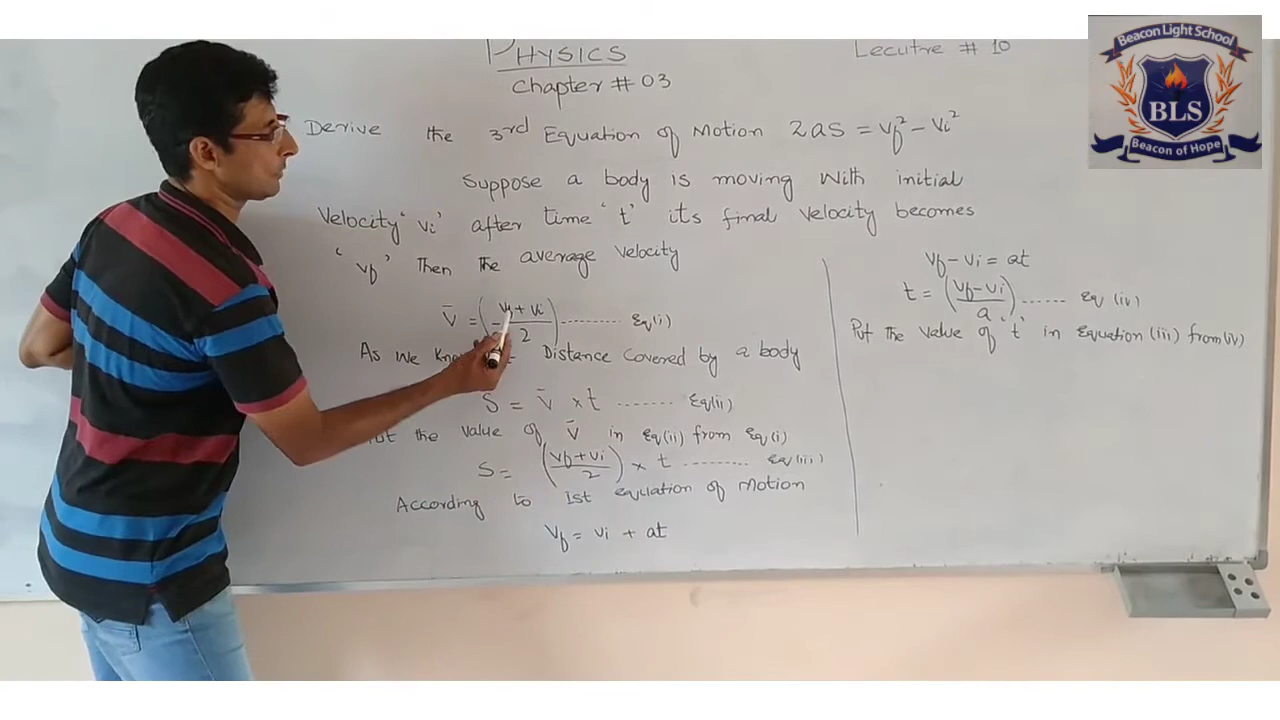 PHYSICS
Lecutre # 10
Chapter # 03
Derive the 3rd Equation of Motion 2as = vf² - vi²
Suppose a body is moving With initial
Velocity 'vi' after time 't' its final Velocity becomes
'vf' Then the average Velocity
v̄ = (vf + vi / 2) ......... Eq(i)
As We Distance Covered by a body
S = v̄ × t ....... Eq(ii)
the Value of v̄ in Eq(ii) from Eq(i)
S = (vf + vi / 2) × t ......... Eq(iii)
According to 1st equation of Motion
vf = vi + at
vf - vi = at
t = (vf - vi / a) ...... Eq (iv)
Put the Value of 't' in Equation (iii) from (iv)
Beacon Light School
BLS
Beacon of Hope